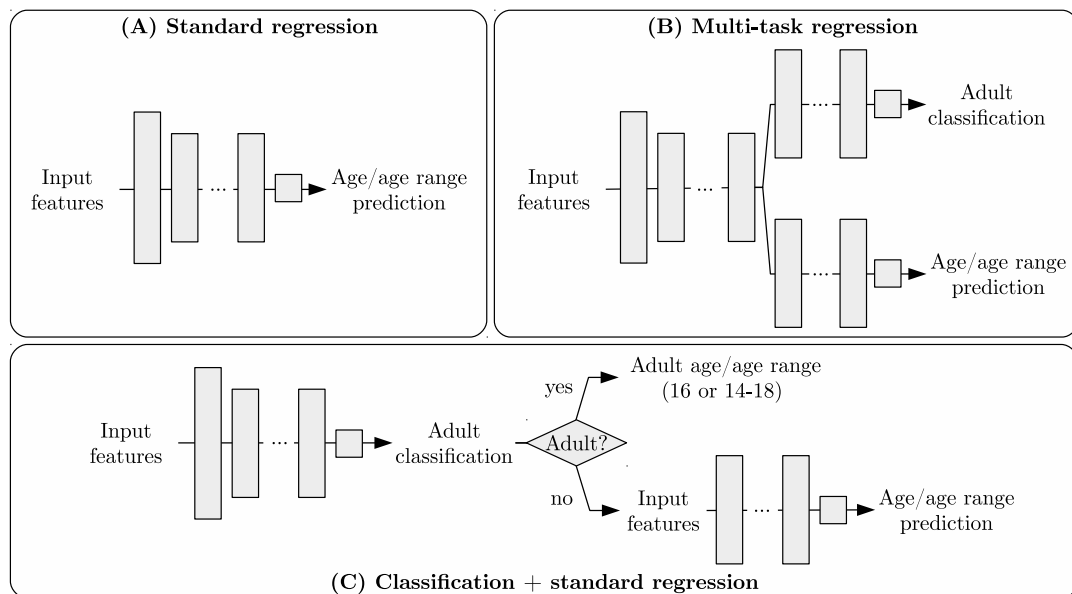 (A) Standard regression
Input
features
...
Age/age range
prediction
(B) Multi-task regression
Input
features
...
...
Adult
classification
...
Age/age range
prediction
Input
features
...
Adult
classification
Adult?
yes
Adult age/age range
(16 or 14-18)
no
Input
features
...
Age/age range
prediction
(C) Classification + standard regression